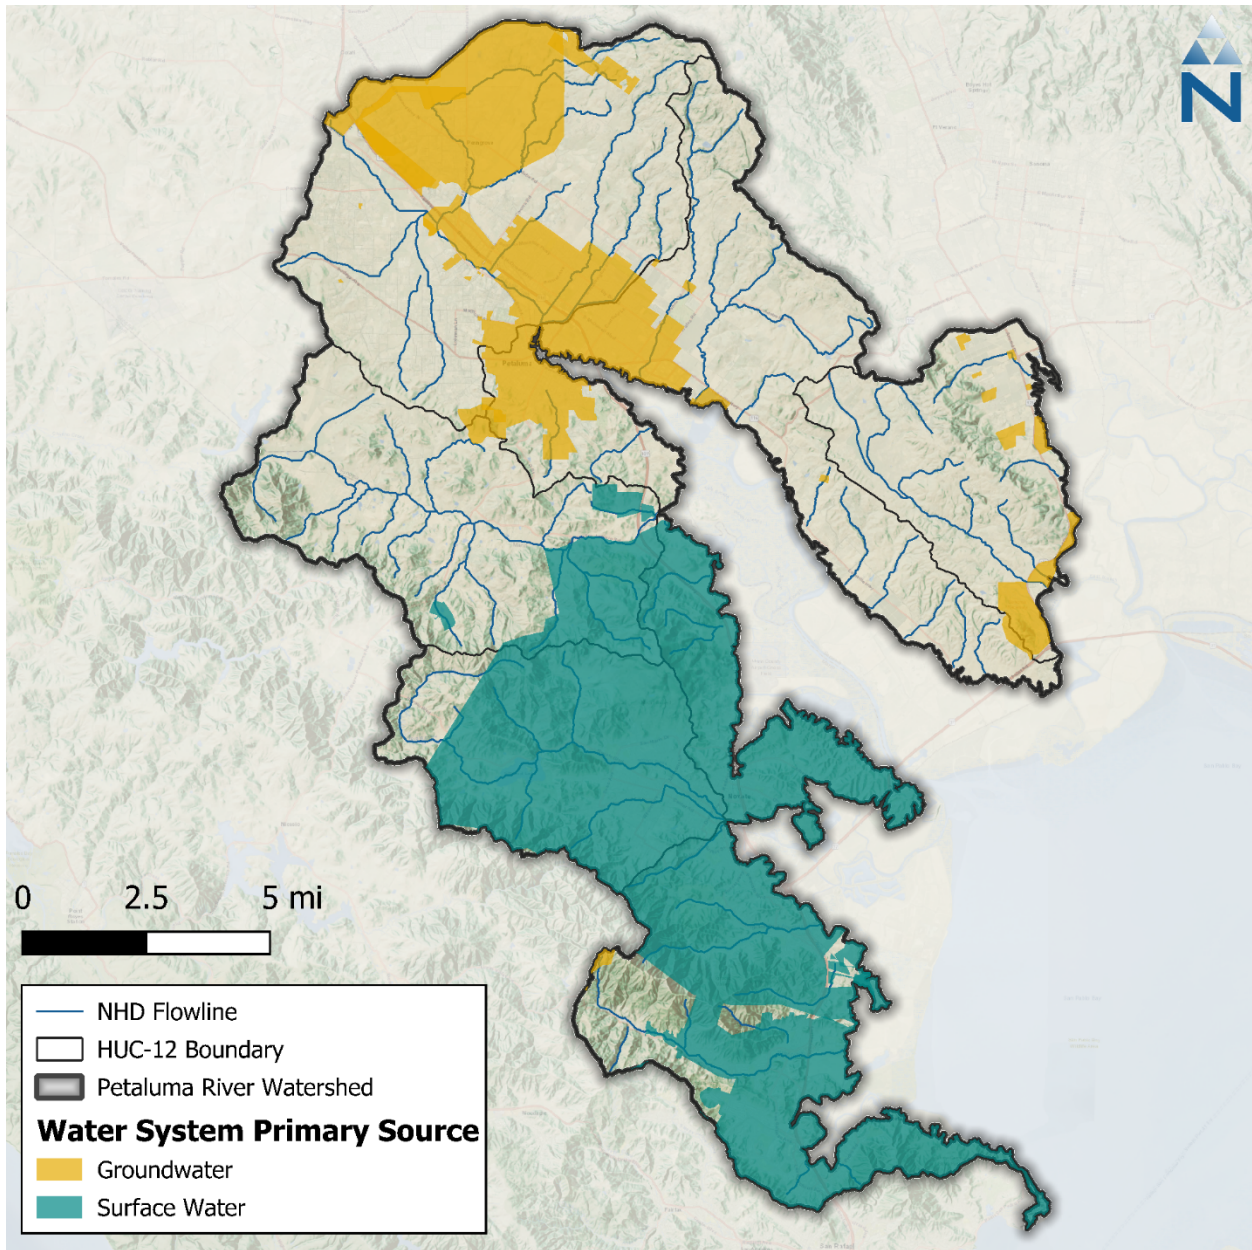 N
Petaluma
0 2.5 5 mi
NHD Flowline
HUC-12 Boundary
Petaluma River Watershed
Water System Primary Source
Groundwater
Surface Water